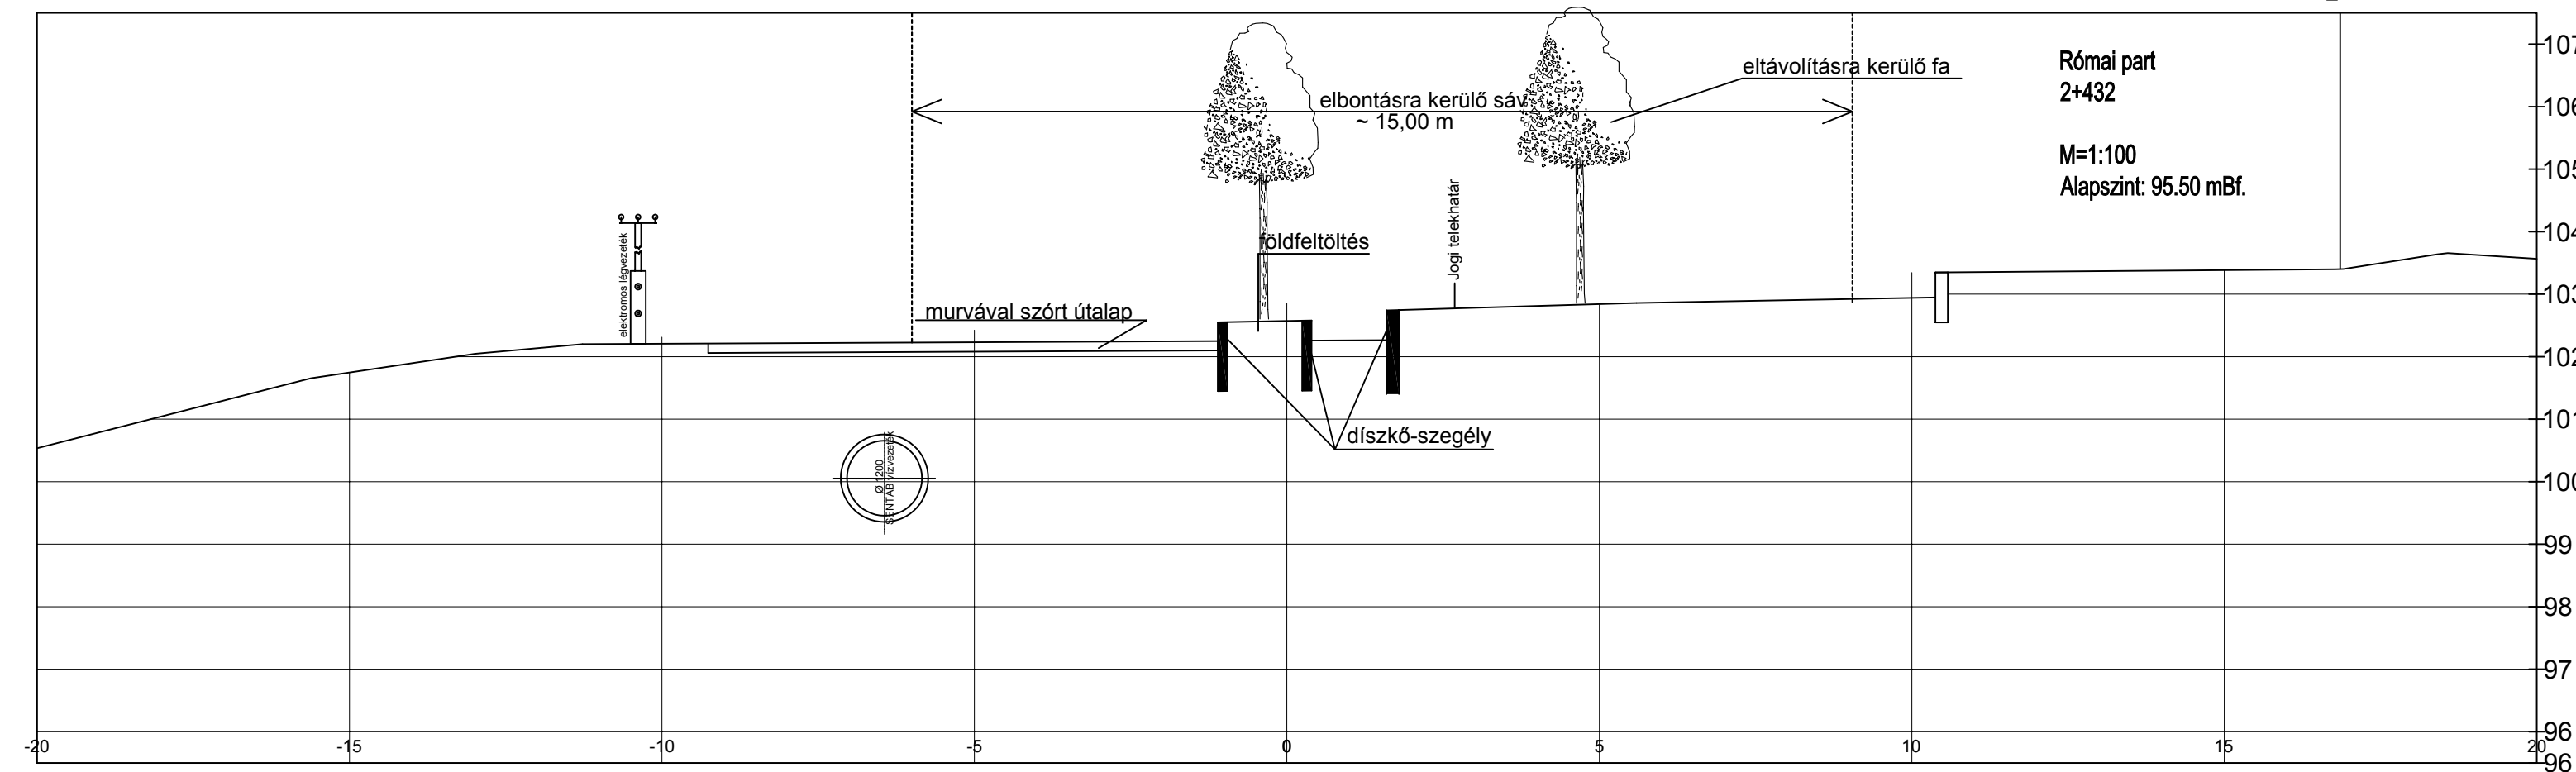 107
Római part
eltávolításra kerülő fa
2+432
elbontásra kerülő sáv
106
~ 15,00 m
M=1:100
105
Alapszint: 95.50 mBf.
Jogi telekhatár
104
elektromos légvezeték
földfeltöltés
103
murvával szórt útalap
102
101
díszkő-szegély
Ø 1200
SENTAB vízvezeték
100
99
98
97
96
-20 -15 -10 -5 0 5 10 15 20
96